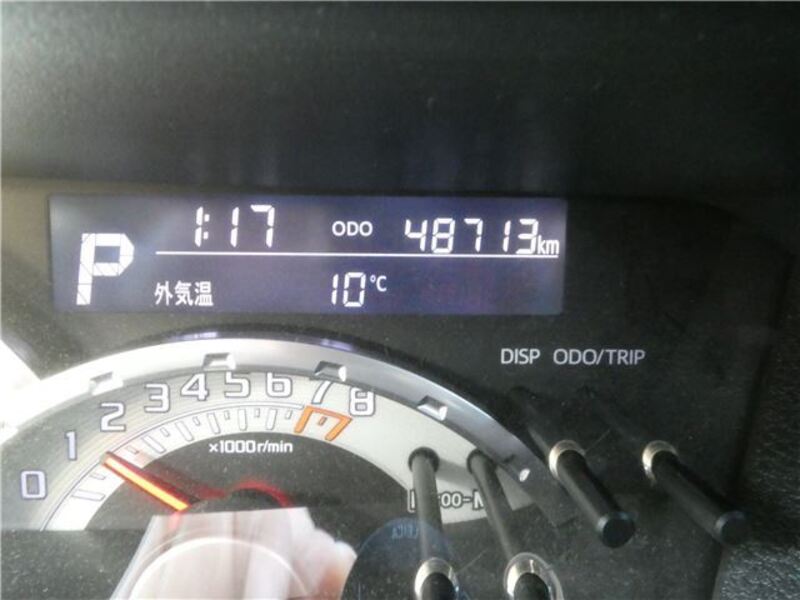 P
1:17 ODO 48713km
外気温 10℃
DISP ODO/TRIP
0 1 2 3 4 5 6 7 8
x1000r/min